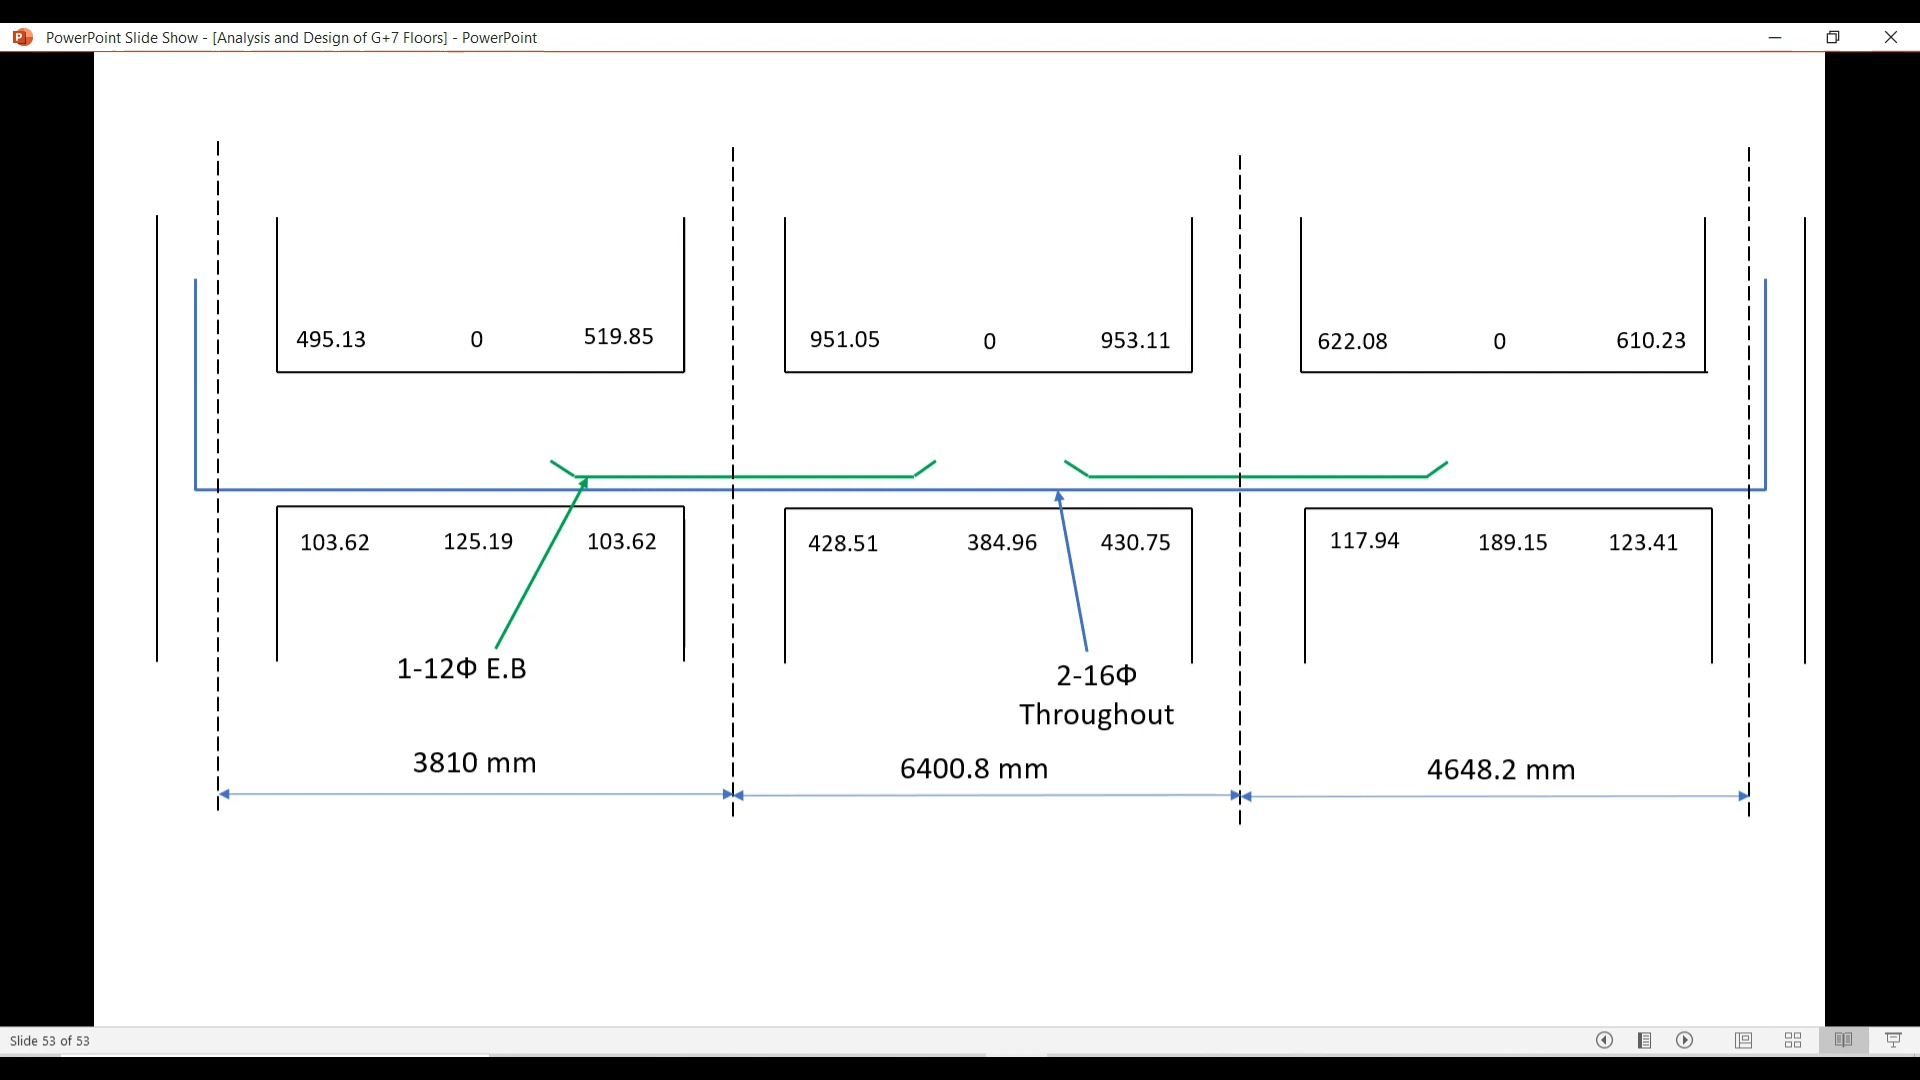 PowerPoint Slide Show - [Analysis and Design of G+7 Floors] - PowerPoint
495.13 0 519.85 951.05 0 953.11 622.08 0 610.23
103.62 125.19 103.62 428.51 384.96 430.75 117.94 189.15 123.41
1-12Φ E.B
2-16Φ
Throughout
3810 mm 6400.8 mm 4648.2 mm
Slide 53 of 53